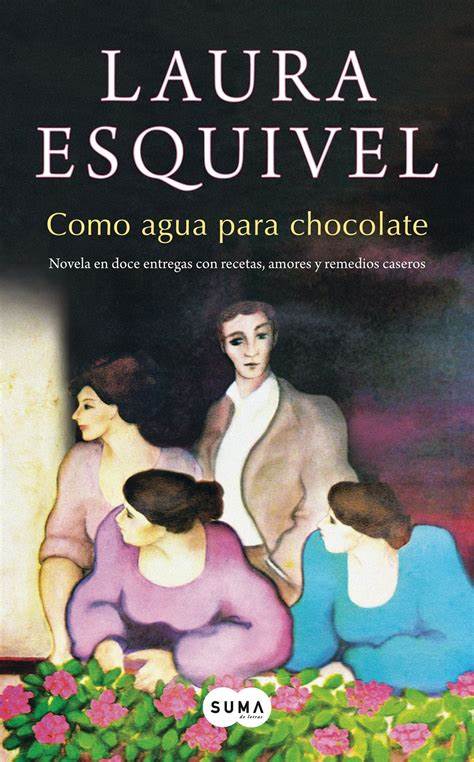 LAURA
ESQUIVEL
Como agua para chocolate
Novela en doce entregas con recetas, amores y remedios caseros
SUMA
de letras